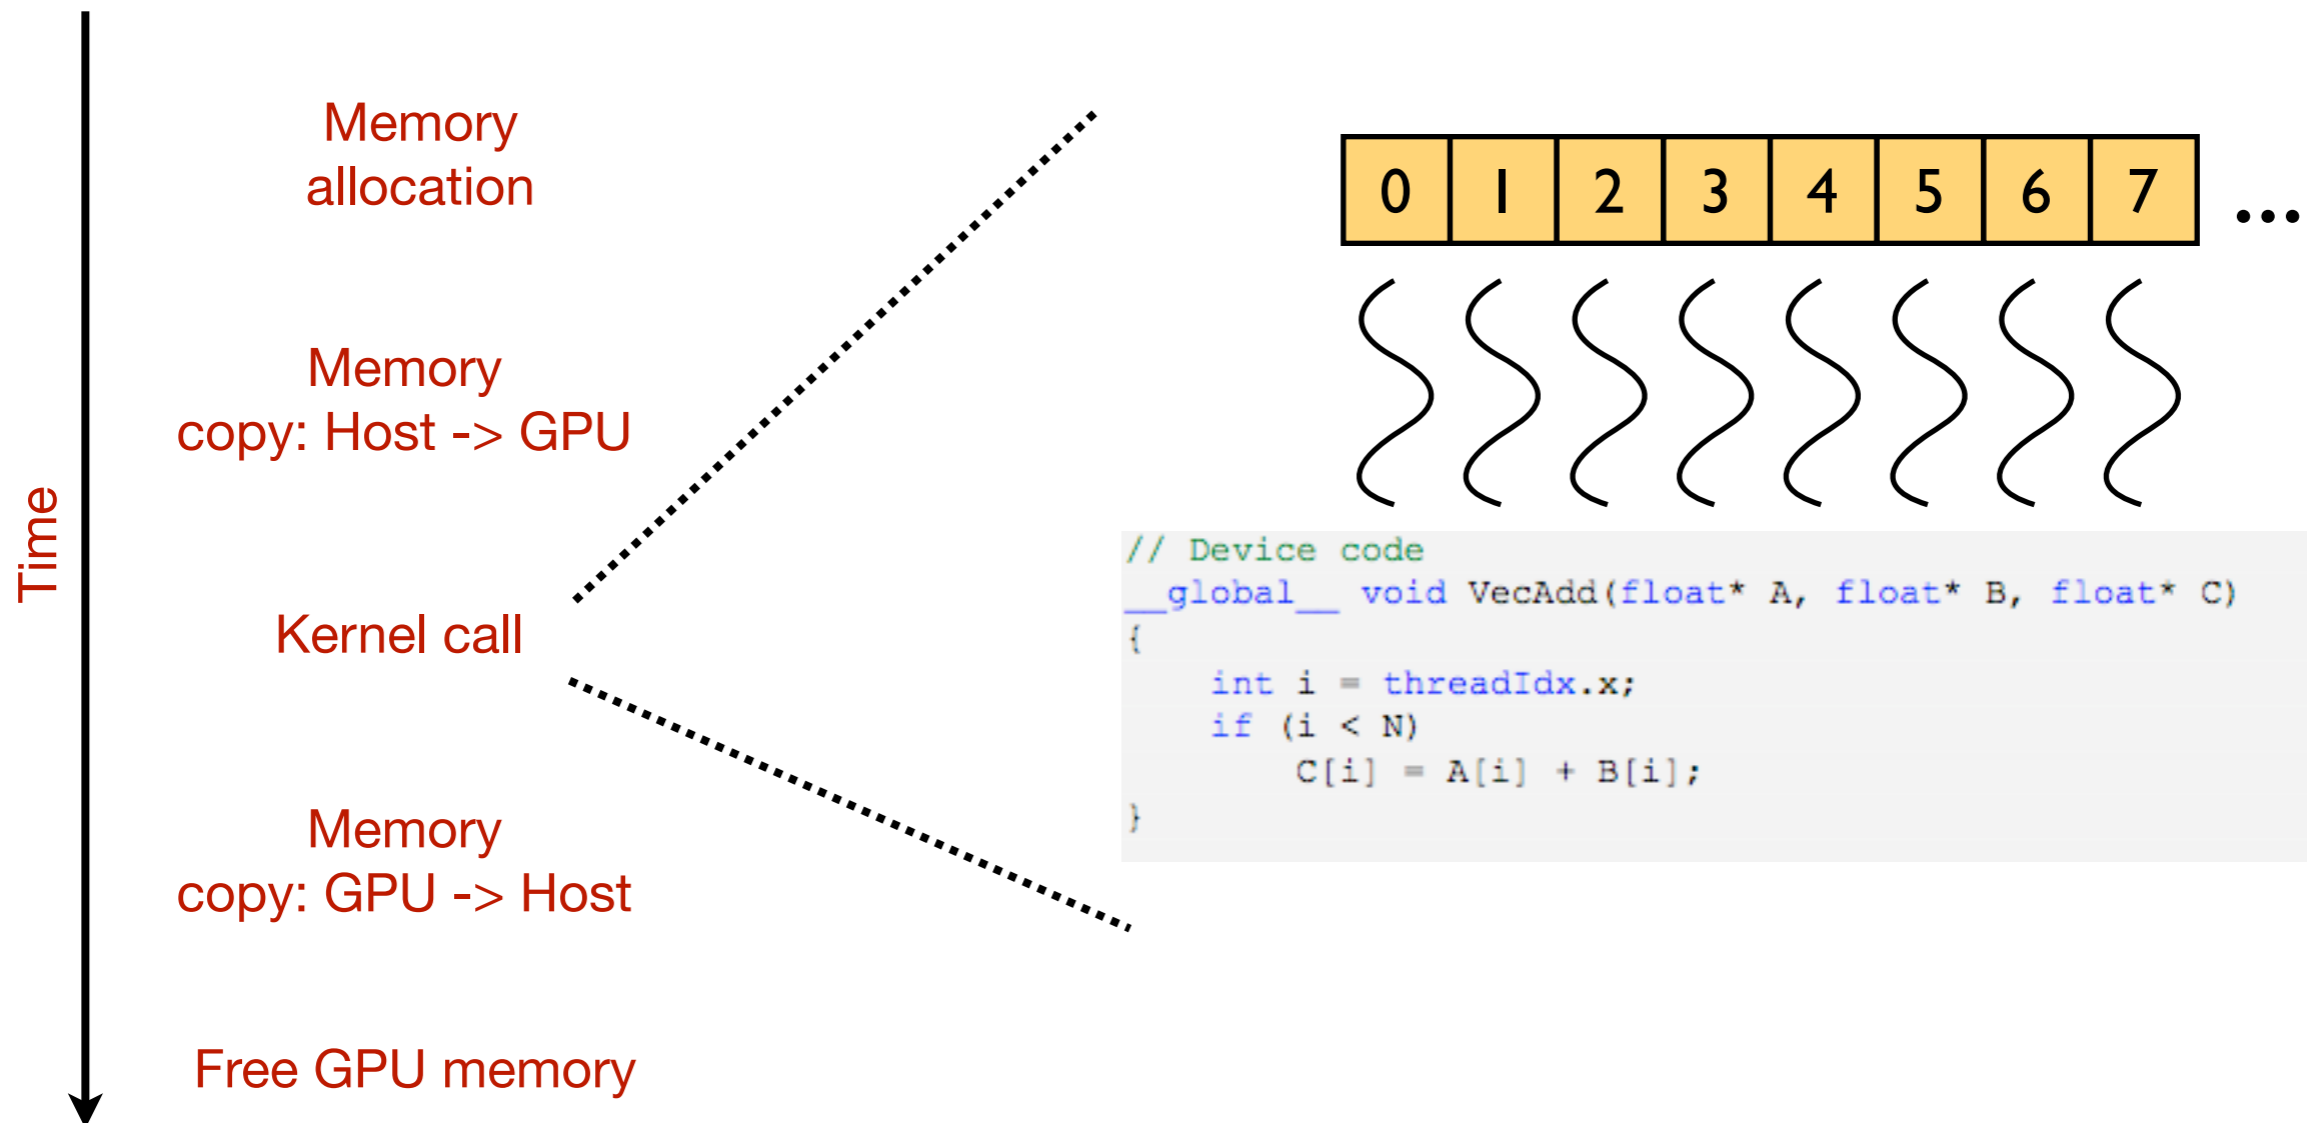 Time
Memory
allocation
Memory
copy: Host -> GPU
Kernel call
Memory
copy: GPU -> Host
Free GPU memory
0 1 2 3 4 5 6 7 ...
// Device code
__global__ void VecAdd(float* A, float* B, float* C)
{
    int i = threadIdx.x;
    if (i < N)
        C[i] = A[i] + B[i];
}